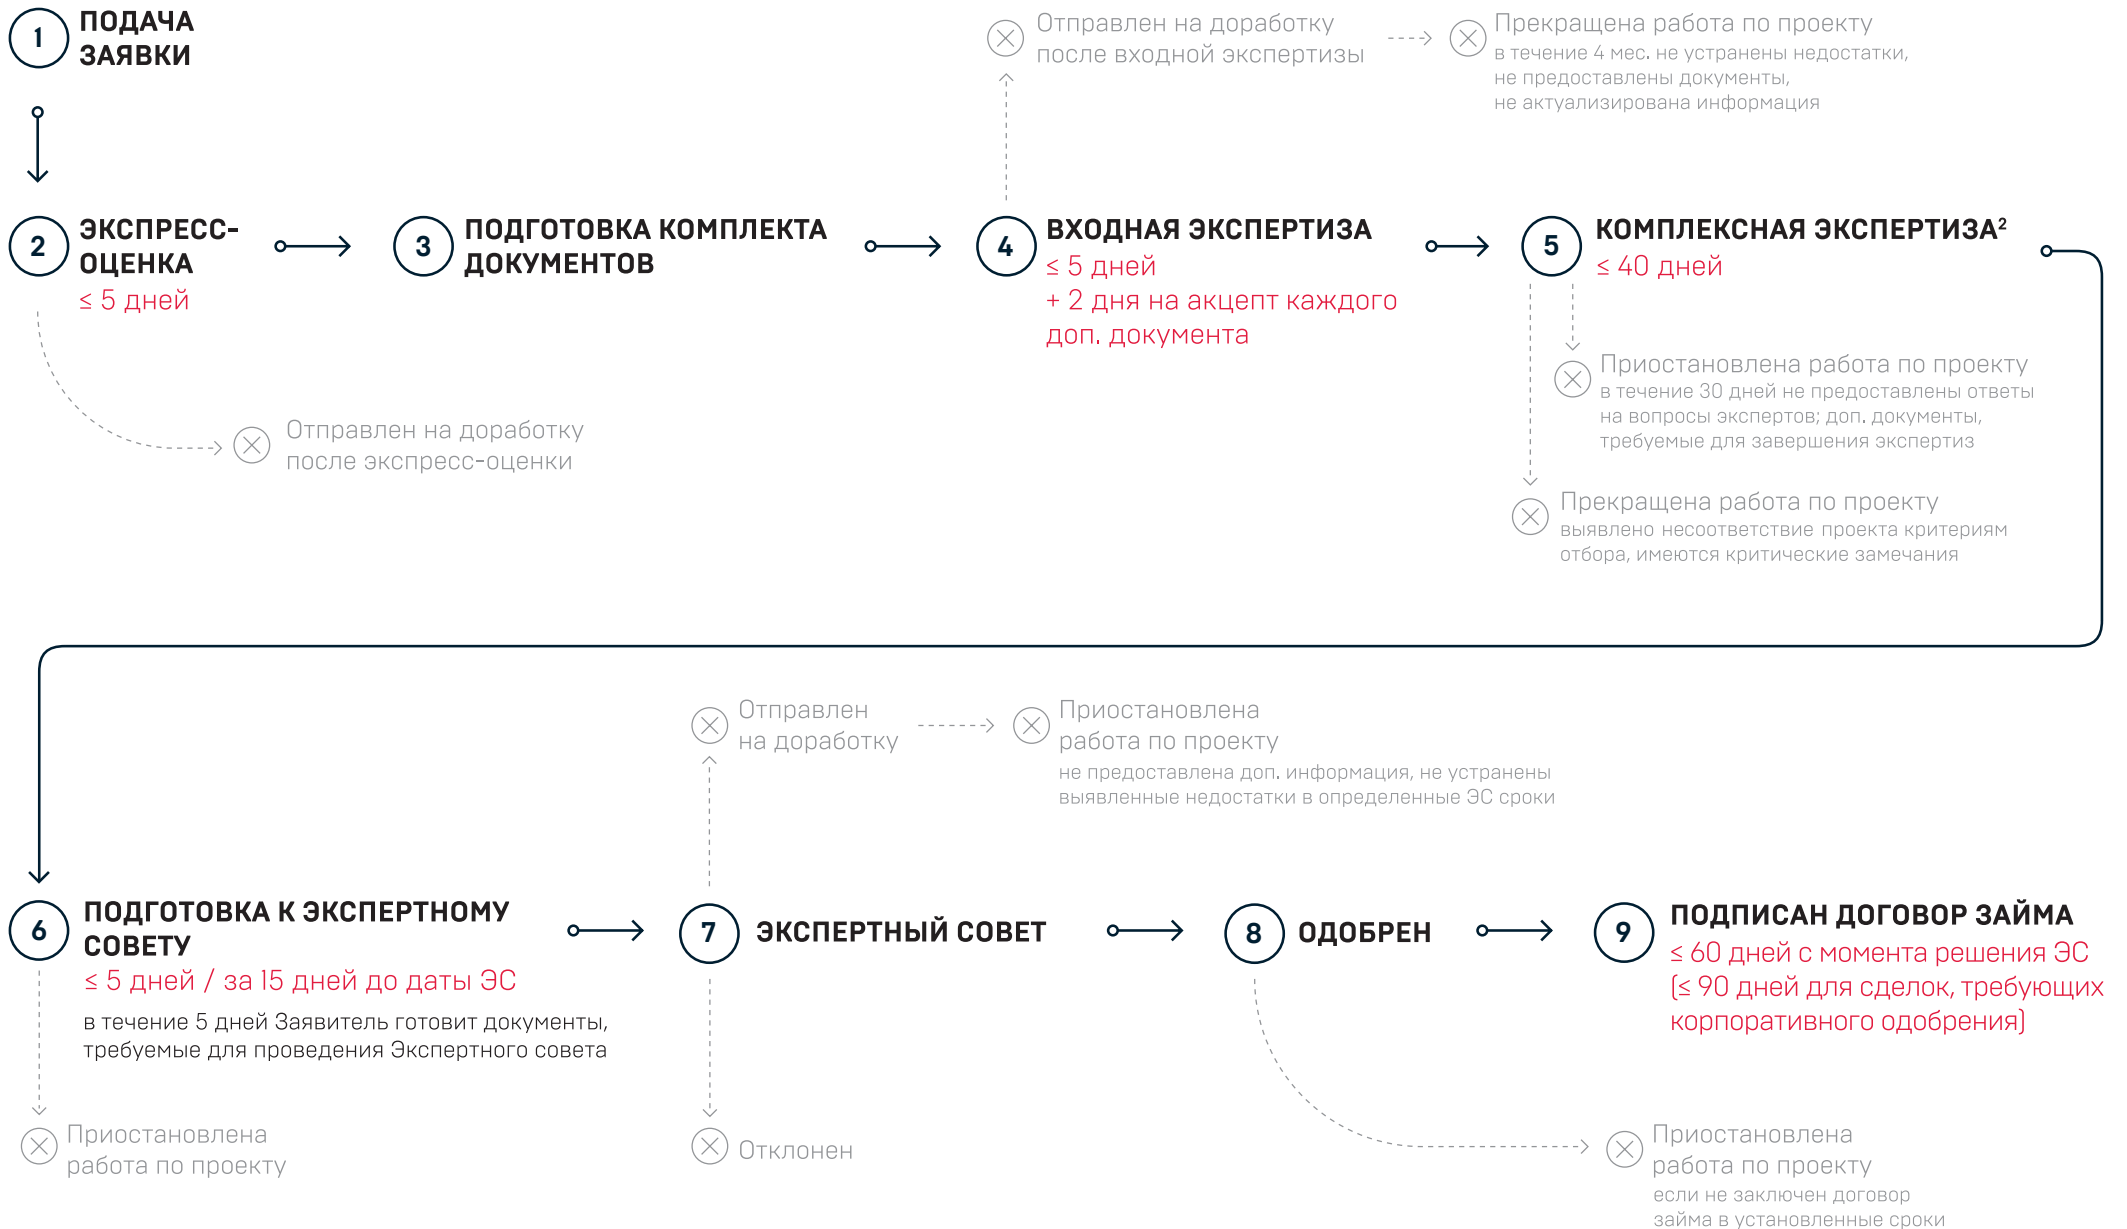 1
ПОДАЧА
ЗАЯВКИ
Отправлен на доработку
после входной экспертизы
Прекращена работа по проекту
в течение 4 мес. не устранены недостатки,
не предоставлены документы,
не актуализирована информация
2
ЭКСПРЕСС-
ОЦЕНКА
≤ 5 дней
3
ПОДГОТОВКА КОМПЛЕКТА
ДОКУМЕНТОВ
4
ВХОДНАЯ ЭКСПЕРТИЗА
≤ 5 дней
+ 2 дня на акцепт каждого
доп. документа
5
КОМПЛЕКСНАЯ ЭКСПЕРТИЗА²
≤ 40 дней
Отправлен на доработку
после экспресс-оценки
Приостановлена работа по проекту
в течение 30 дней не предоставлены ответы
на вопросы экспертов; доп. документы,
требуемые для завершения экспертиз
Прекращена работа по проекту
выявлено несоответствие проекта критериям
отбора, имеются критические замечания
Отправлен
на доработку
Приостановлена
работа по проекту
не предоставлена доп. информация, не устранены
выявленные недостатки в определенные ЭС сроки
6
ПОДГОТОВКА К ЭКСПЕРТНОМУ
СОВЕТУ
≤ 5 дней / за 15 дней до даты ЭС
в течение 5 дней Заявитель готовит документы,
требуемые для проведения Экспертного совета
7
ЭКСПЕРТНЫЙ СОВЕТ
8
ОДОБРЕН
9
ПОДПИСАН ДОГОВОР ЗАЙМА
≤ 60 дней с момента решения ЭС
(≤ 90 дней для сделок, требующих
корпоративного одобрения)
Приостановлена
работа по проекту
Отклонен
Приостановлена
работа по проекту
если не заключен договор
займа в установленные сроки